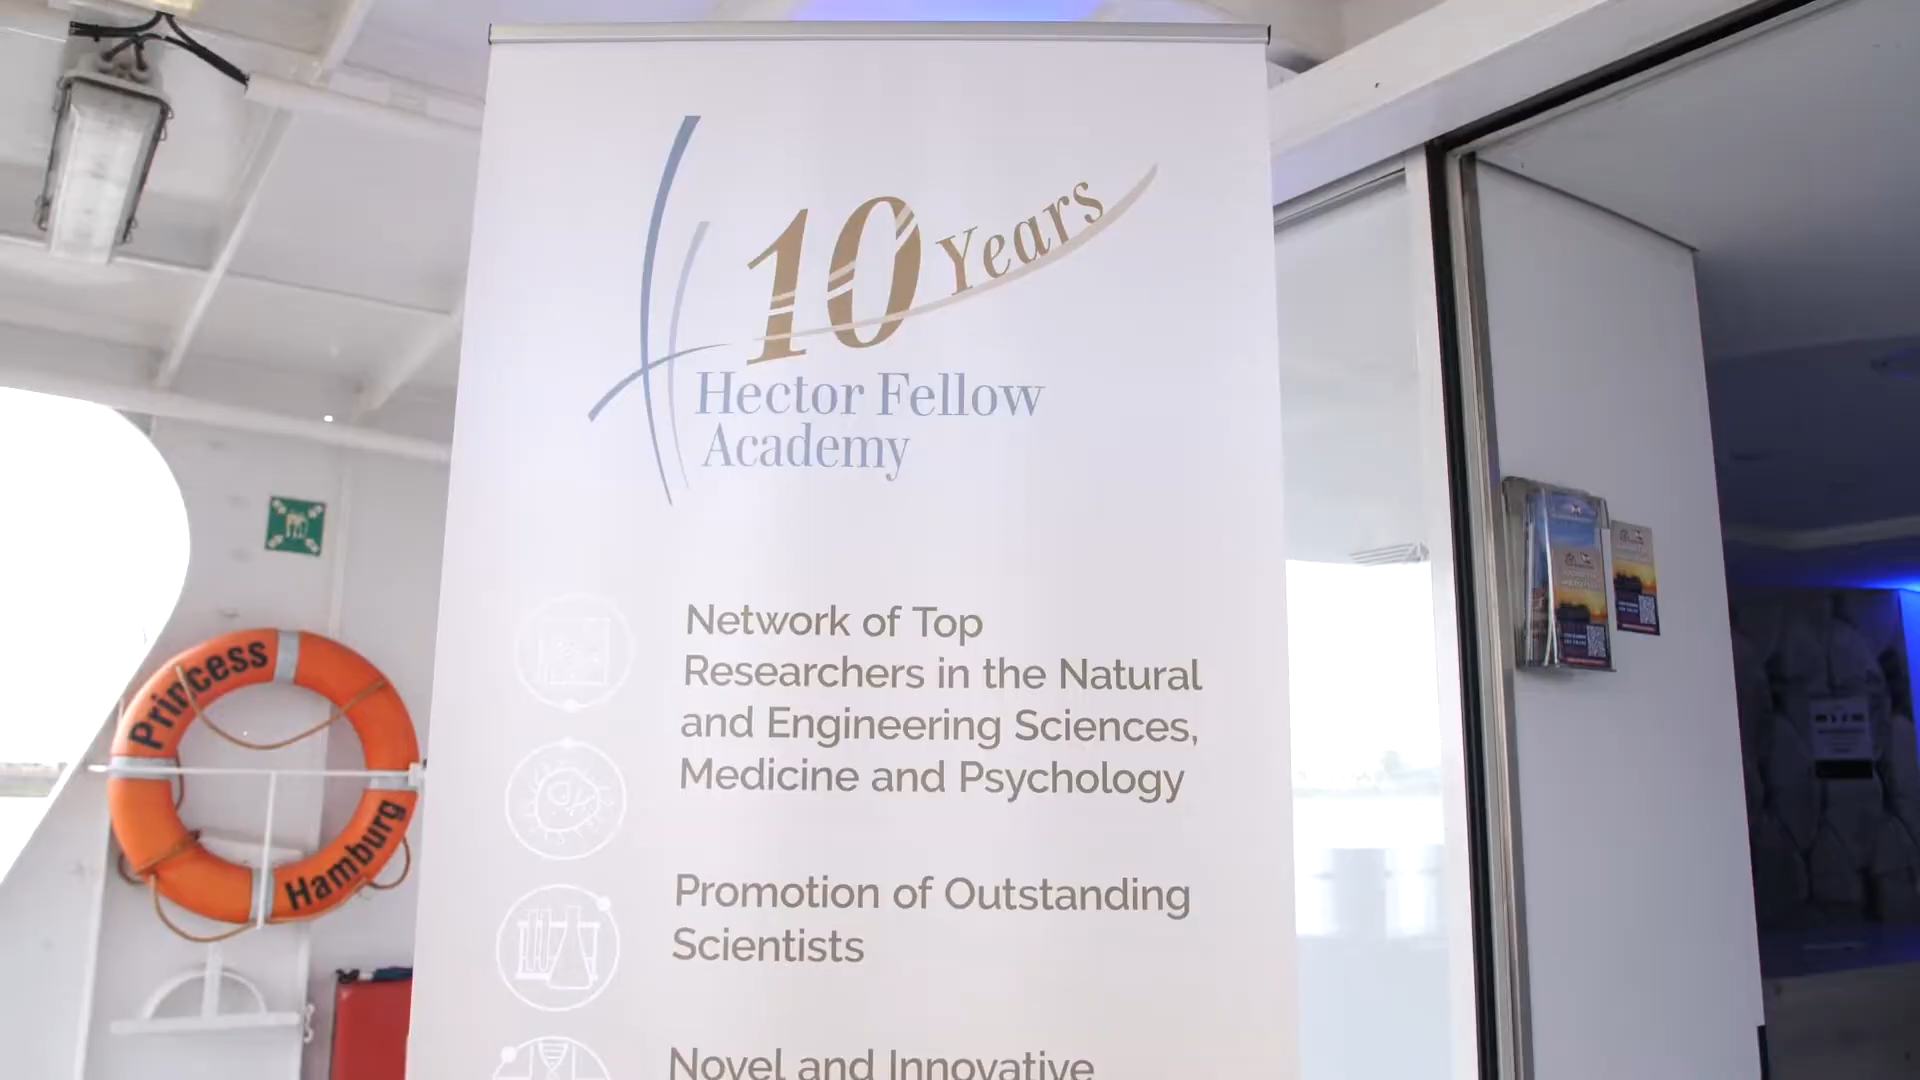 10 Years
Hector Fellow
Academy
Network of Top
Researchers in the Natural
and Engineering Sciences,
Medicine and Psychology
Promotion of Outstanding
Scientists
Novel and Innovative
Princess
Hamburg